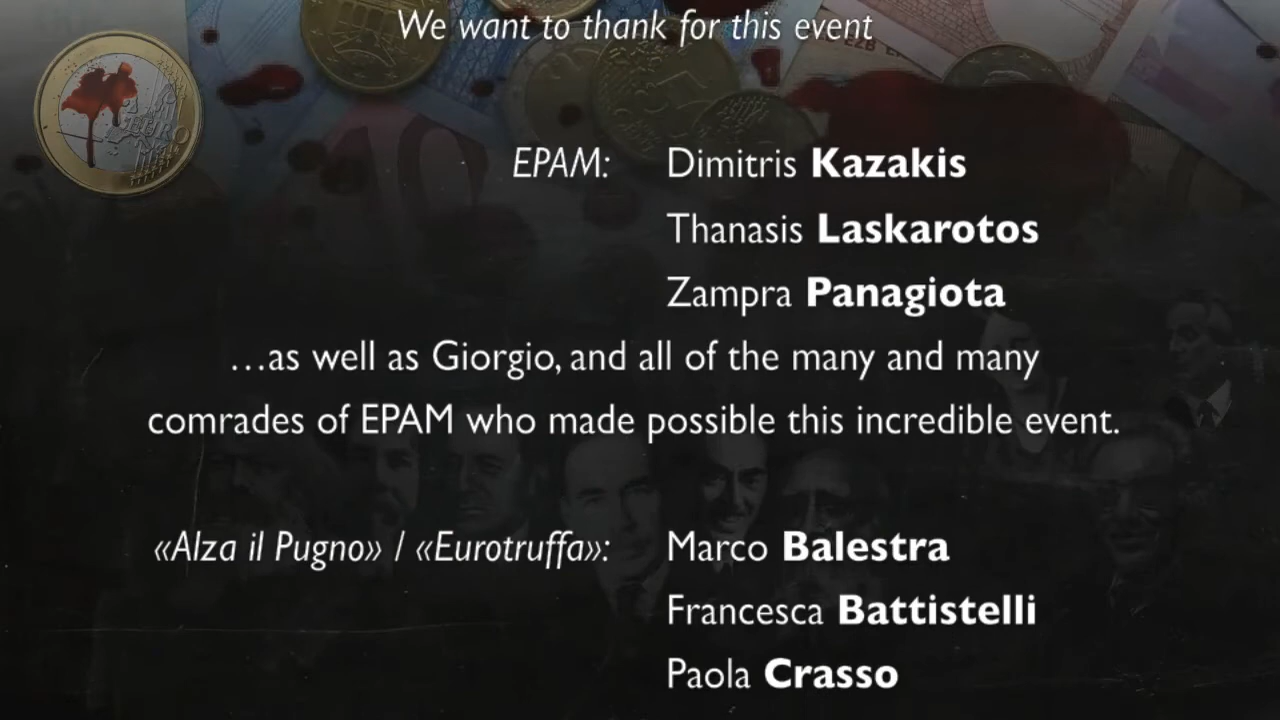 We want to thank for this event
EPAM: Dimitris Kazakis
Thanasis Laskarotos
Zampra Panagiota
…as well as Giorgio, and all of the many and many
comrades of EPAM who made possible this incredible event.
«Alza il Pugno» / «Eurotruffa»: Marco Balestra
Francesca Battistelli
Paola Crasso